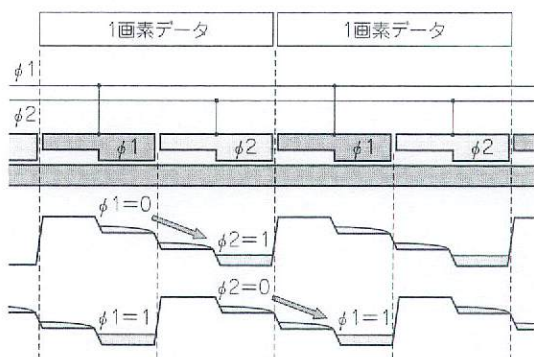 1画素データ 1画素データ
φ1
φ2
φ1 φ2 φ1 φ2
φ1=0
φ2=1
φ2=0
φ1=1 φ1=1